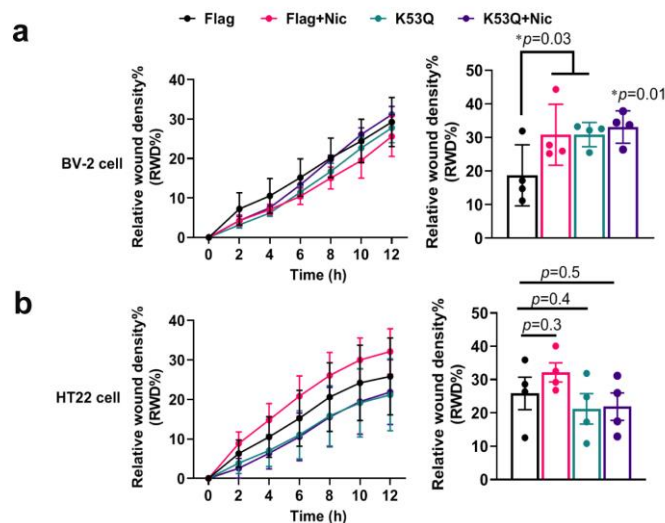 Flag Flag+Nic K53Q K53Q+Nic
a
BV-2 cell
Relative wound density%
(RWD%)
40
30
20
10
0
0 2 4 6 8 10 12
Time (h)
Relative wound density%
(RWD%)
50
40
30
20
10
0
*p=0.03
*p=0.01
b
HT22 cell
Relative wound density%
(RWD%)
40
30
20
10
0
0 2 4 6 8 10 12
Time (h)
Relative wound density%
(RWD%)
50
40
30
20
10
0
p=0.5
p=0.4
p=0.3